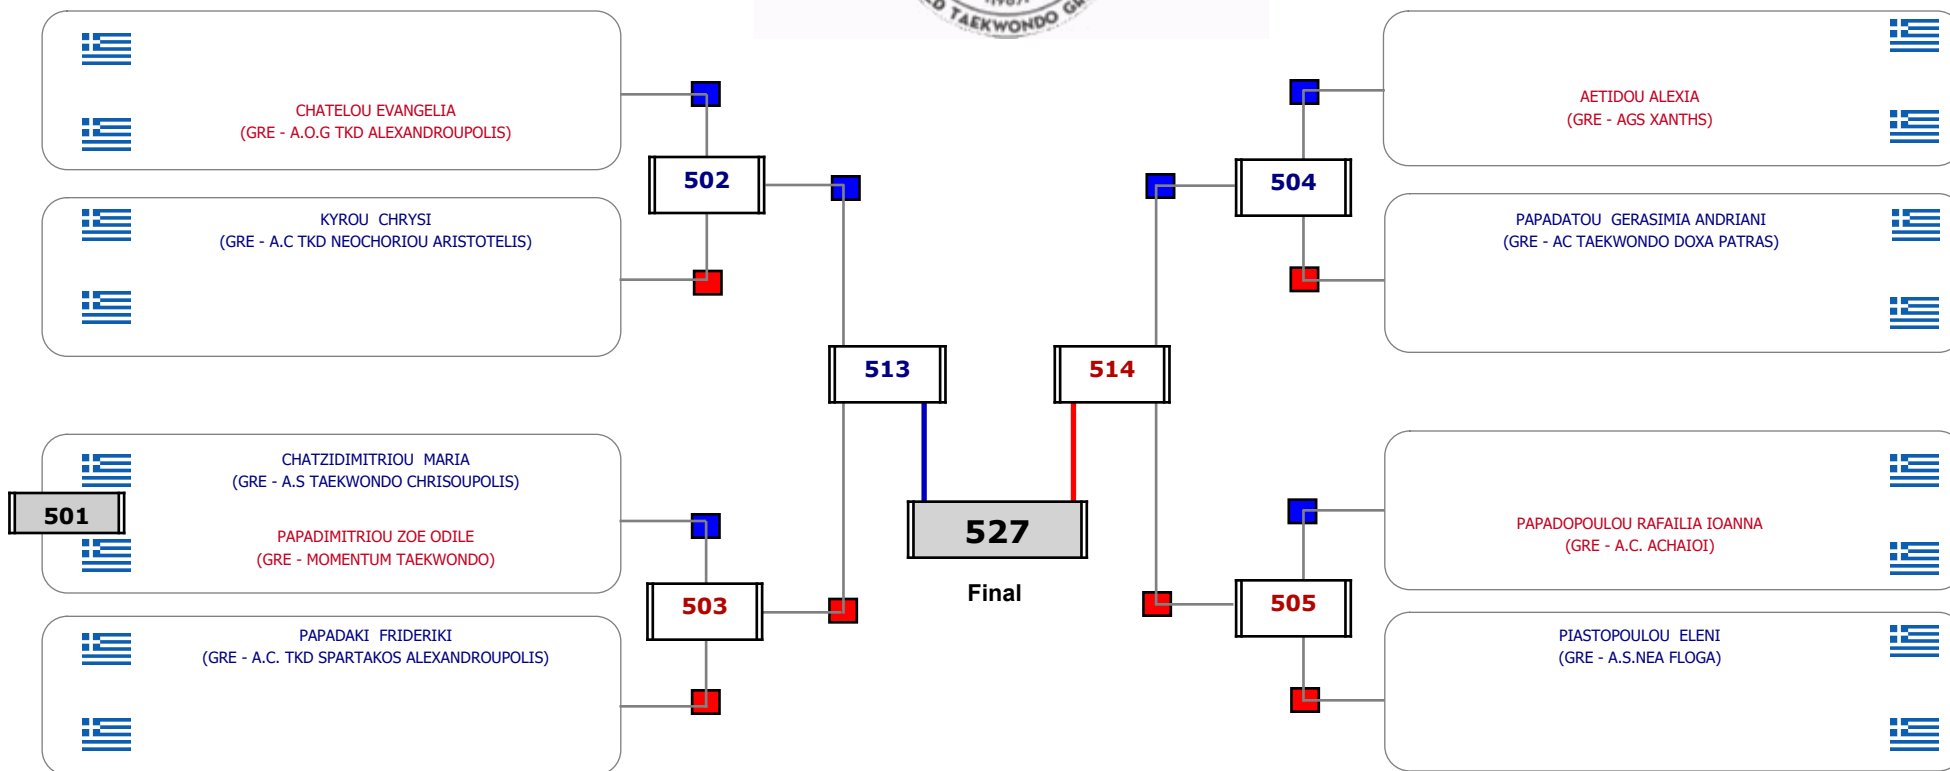 TAEKWONDO
CHATELOU EVANGELIA
(GRE - A.O.G TKD ALEXANDROUPOLIS)
502
KYROU  CHRYSI
(GRE - A.C TKD NEOCHORIOU ARISTOTELIS)
513
CHATZIDIMITRIOU  MARIA
(GRE - A.S TAEKWONDO CHRISOUPOLIS)
501
PAPADIMITRIOU ZOE ODILE
(GRE - MOMENTUM TAEKWONDO)
503
PAPADAKI  FRIDERIKI
(GRE - A.C. TKD SPARTAKOS ALEXANDROUPOLIS)
527
Final
AETIDOU ALEXIA
(GRE - AGS XANTHS)
504
PAPADATOU  GERASIMIA ANDRIANI
(GRE - AC TAEKWONDO DOXA PATRAS)
514
PAPADOPOULOU RAFAILIA IOANNA
(GRE - A.C. ACHAIOI)
505
PIASTOPOULOU  ELENI
(GRE - A.S.NEA FLOGA)